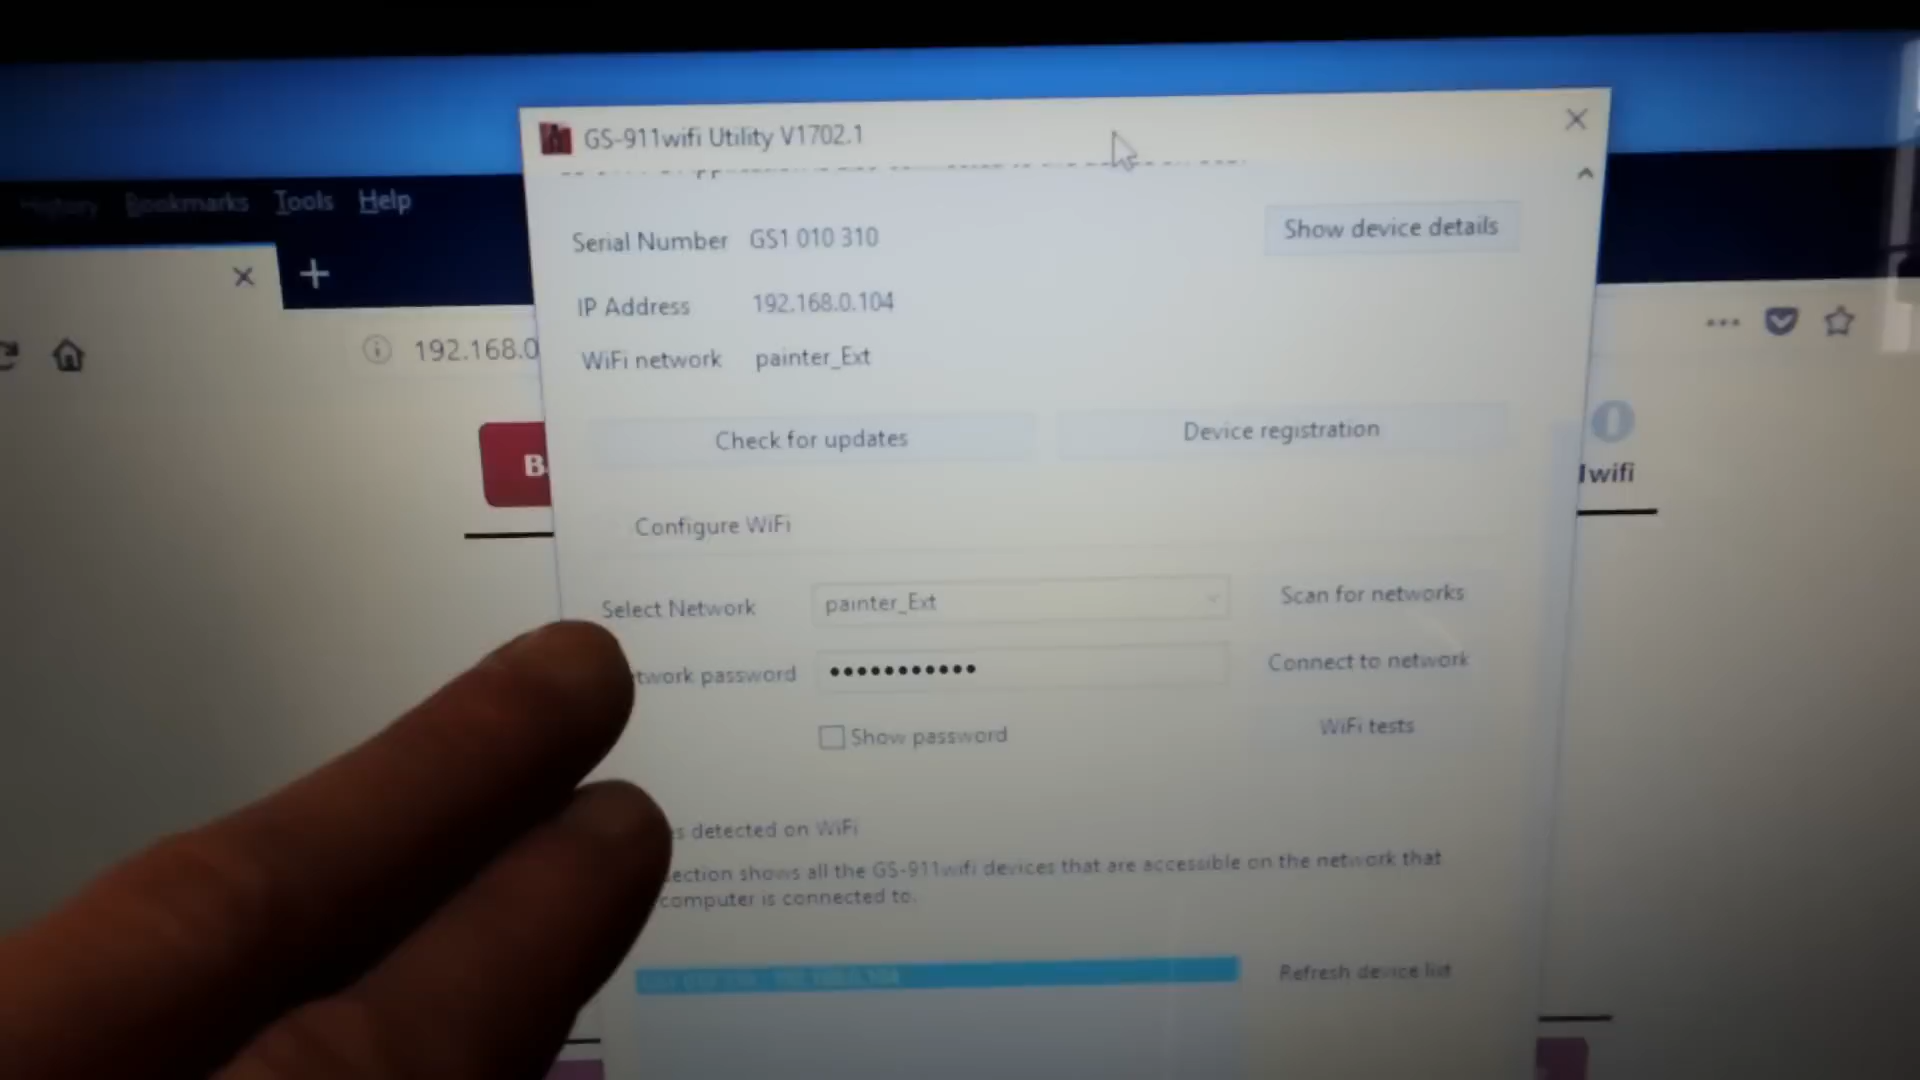 GS-911wifi Utility V1702.1
History Bookmarks Tools Help
Serial Number GS1 010 310
Show device details
IP Address 192.168.0.104
192.168.0
WiFi network painter_Ext
Check for updates
Device registration
B
1wifi
Configure WiFi
Select Network painter_Ext Scan for networks
twork password ●●●●●●●●●●● Connect to network
Show password WiFi tests
s detected on WiFi
ection shows all the GS-911wifi devices that are accessible on the network that
computer is connected to.
Refresh device list